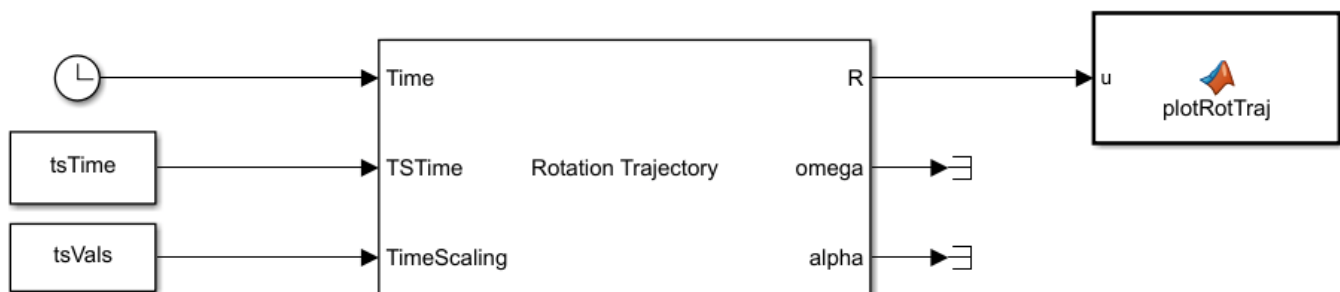 Time
R
u
plotRotTraj
tsTime
TSTime
Rotation Trajectory
omega
tsVals
TimeScaling
alpha